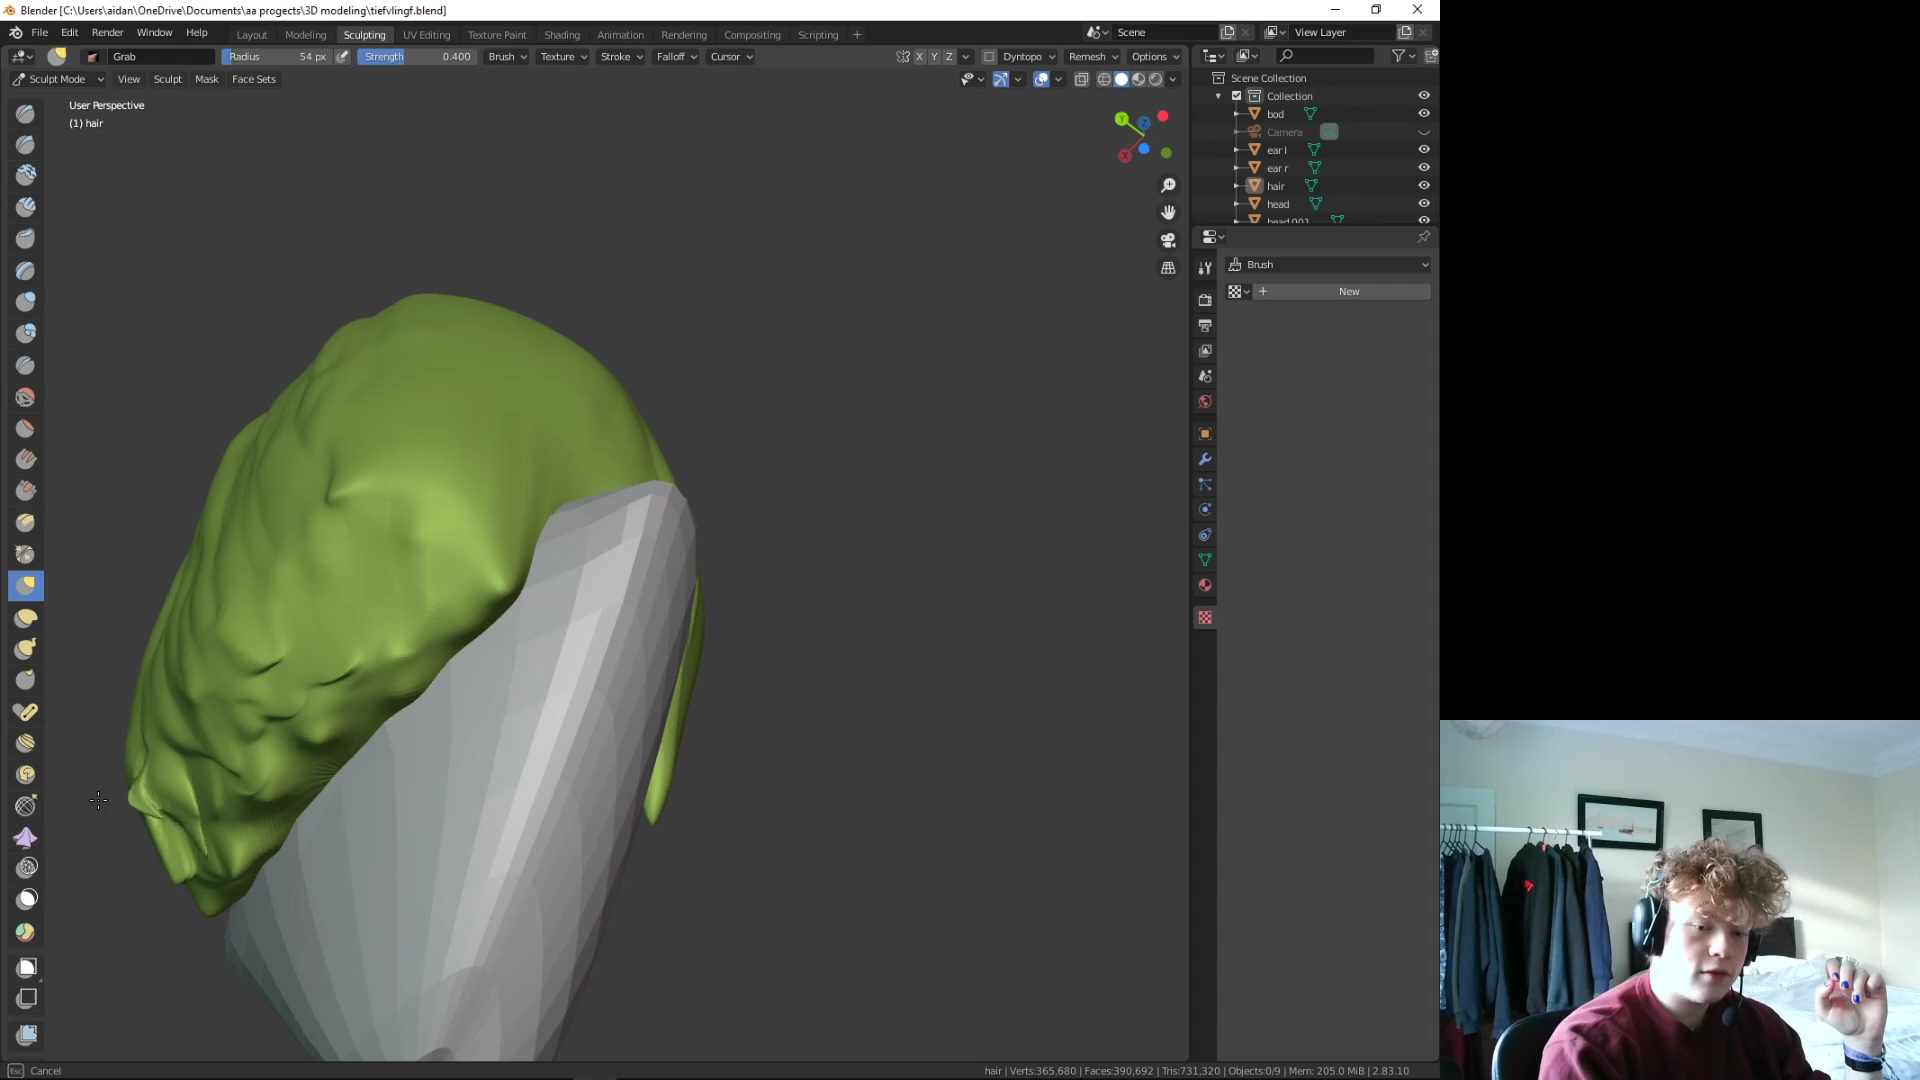 Blender [C:\Users\aidan\OneDrive\Documents\aa progects\3D modeling\tiefvlingf.blend]
File Edit Render Window Help Layout Modeling Sculpting UV Editing Texture Paint Shading Animation Rendering Compositing Scripting + Scene View Layer
Grab Radius 54 px Strength 0.400 Brush Texture Stroke Falloff Cursor X Y Z Dyntopo Remesh Options
Sculpt Mode View Sculpt Mask Face Sets
Scene Collection
Collection
bod
Camera
ear l
ear r
hair
head
head.001
User Perspective
(1) hair
Y Z X
Brush
+ New
Esc Cancel
hair | Verts:365,680 | Faces:390,692 | Tris:731,320 | Objects:0/9 | Mem: 205.0 MiB | 2.83.10